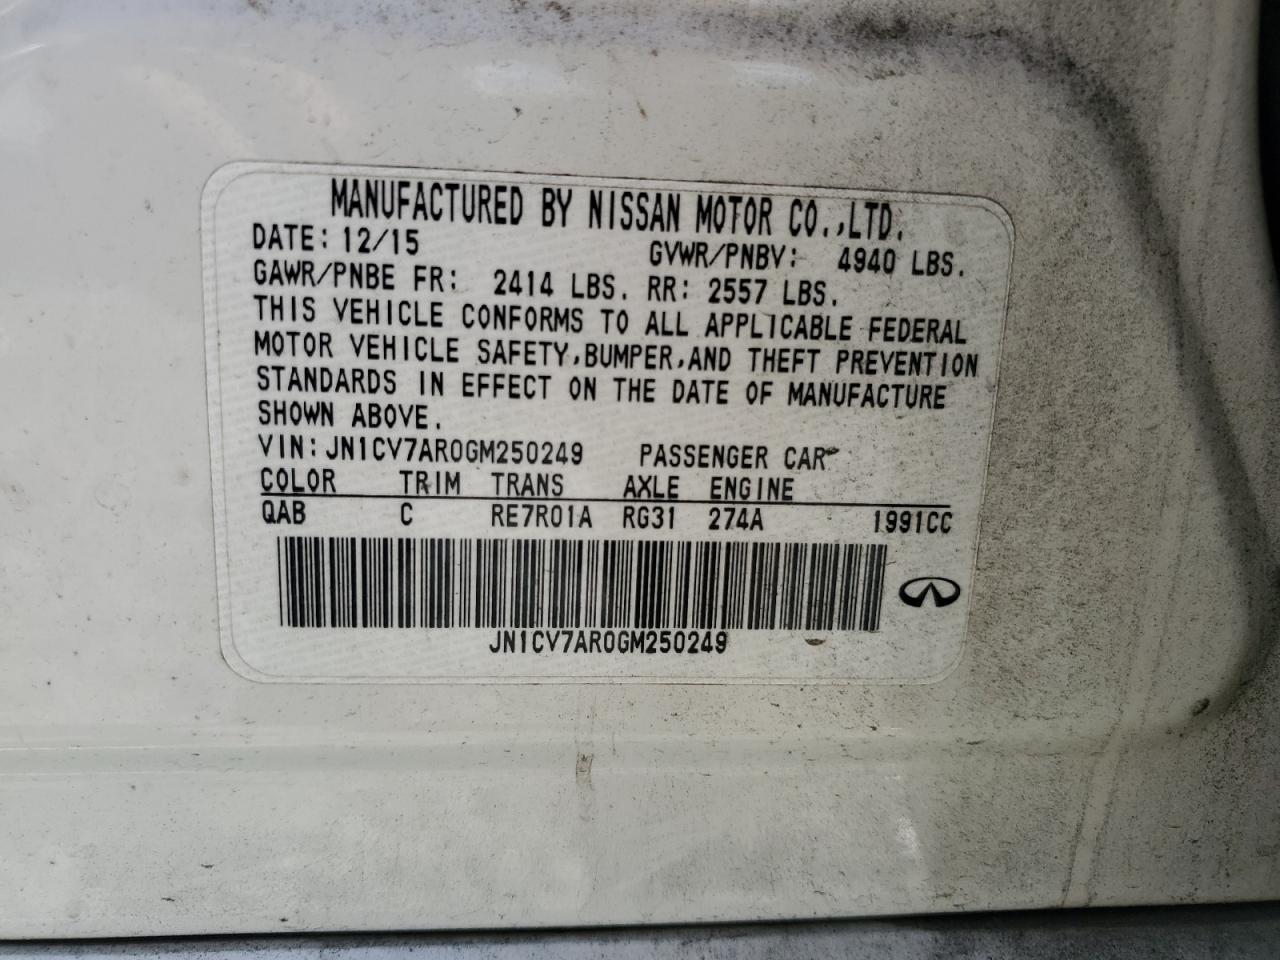 MANUFACTURED BY NISSAN MOTOR CO.,LTD.
DATE: 12/15 GVWR/PNBV: 4940 LBS.
GAWR/PNBE FR: 2414 LBS. RR: 2557 LBS.
THIS VEHICLE CONFORMS TO ALL APPLICABLE FEDERAL
MOTOR VEHICLE SAFETY,BUMPER,AND THEFT PREVENTION
STANDARDS IN EFFECT ON THE DATE OF MANUFACTURE
SHOWN ABOVE.
VIN:JN1CV7AR0GM250249 PASSENGER CAR
COLOR TRIM TRANS AXLE ENGINE
QAB C RE7R01A RG31 274A 1991CC
JN1CV7AR0GM250249